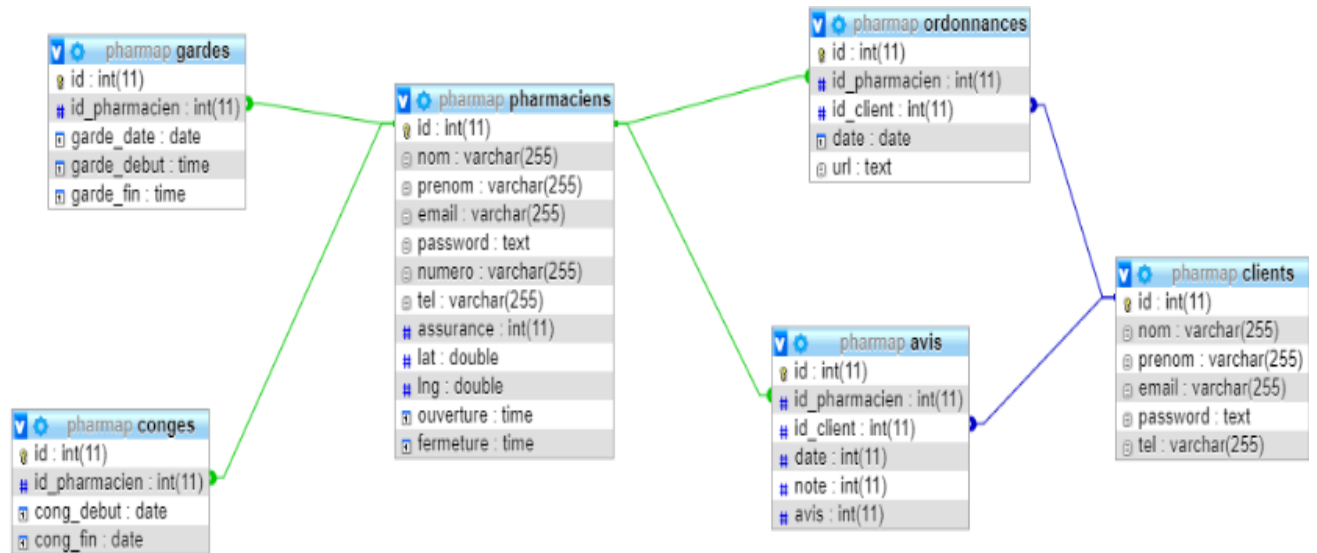 pharmap gardes
id : int(11)
id_pharmacien : int(11)
garde_date : date
garde_debut : time
garde_fin : time
pharmap conges
id : int(11)
id_pharmacien : int(11)
cong_debut : date
cong_fin : date
pharmap pharmaciens
id : int(11)
nom : varchar(255)
prenom : varchar(255)
email : varchar(255)
password : text
numero : varchar(255)
tel : varchar(255)
assurance : int(11)
lat : double
lng : double
ouverture : time
fermeture : time
pharmap ordonnances
id : int(11)
id_pharmacien : int(11)
id_client : int(11)
date : date
url : text
pharmap avis
id : int(11)
id_pharmacien : int(11)
id_client : int(11)
date : int(11)
note : int(11)
avis : int(11)
pharmap clients
id : int(11)
nom : varchar(255)
prenom : varchar(255)
email : varchar(255)
password : text
tel : varchar(255)